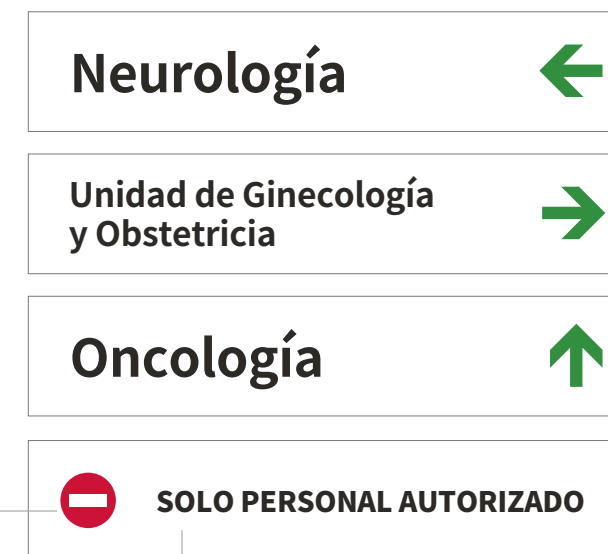 Neurología
Unidad de Ginecología
y Obstetricia
Oncología
SOLO PERSONAL AUTORIZADO